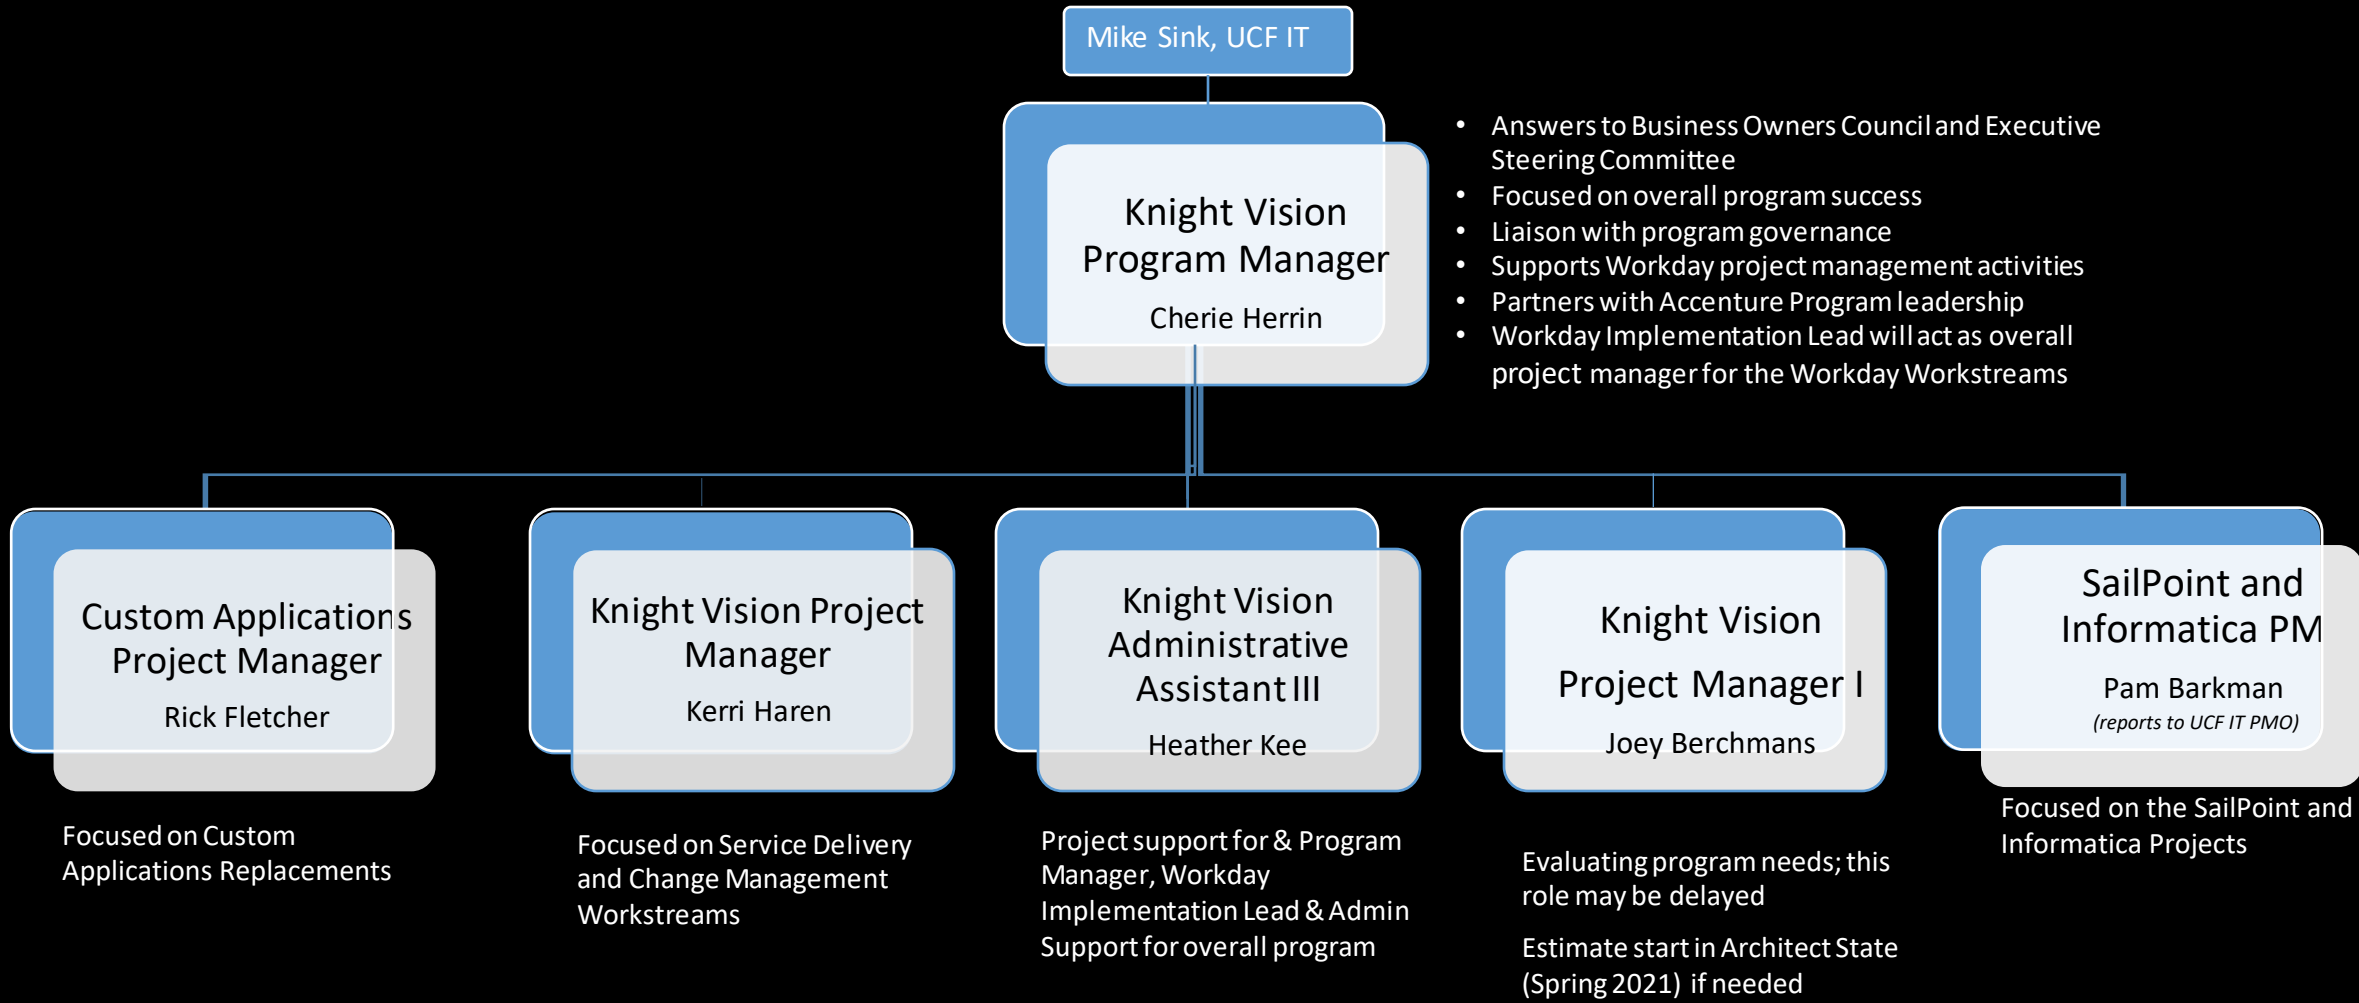 Mike Sink, UCF IT
Knight Vision
Program Manager
Cherie Herrin
• Answers to Business Owners Council and Executive
Steering Committee
• Focused on overall program success
• Liaison with program governance
• Supports Workday project management activities
• Partners with Accenture Program leadership
• Workday Implementation Lead will act as overall
project manager for the Workday Workstreams
Custom Applications
Project Manager
Rick Fletcher
Focused on Custom
Applications Replacements
Knight Vision Project
Manager
Kerri Haren
Focused on Service Delivery
and Change Management
Workstreams
Knight Vision
Administrative
Assistant III
Heather Kee
Project support for & Program
Manager, Workday
Implementation Lead & Admin
Support for overall program
Knight Vision
Project Manager I
Joey Berchmans
Evaluating program needs; this
role may be delayed
Estimate start in Architect State
(Spring 2021) if needed
SailPoint and
Informatica PM
Pam Barkman
(reports to UCF IT PMO)
Focused on the SailPoint and
Informatica Projects